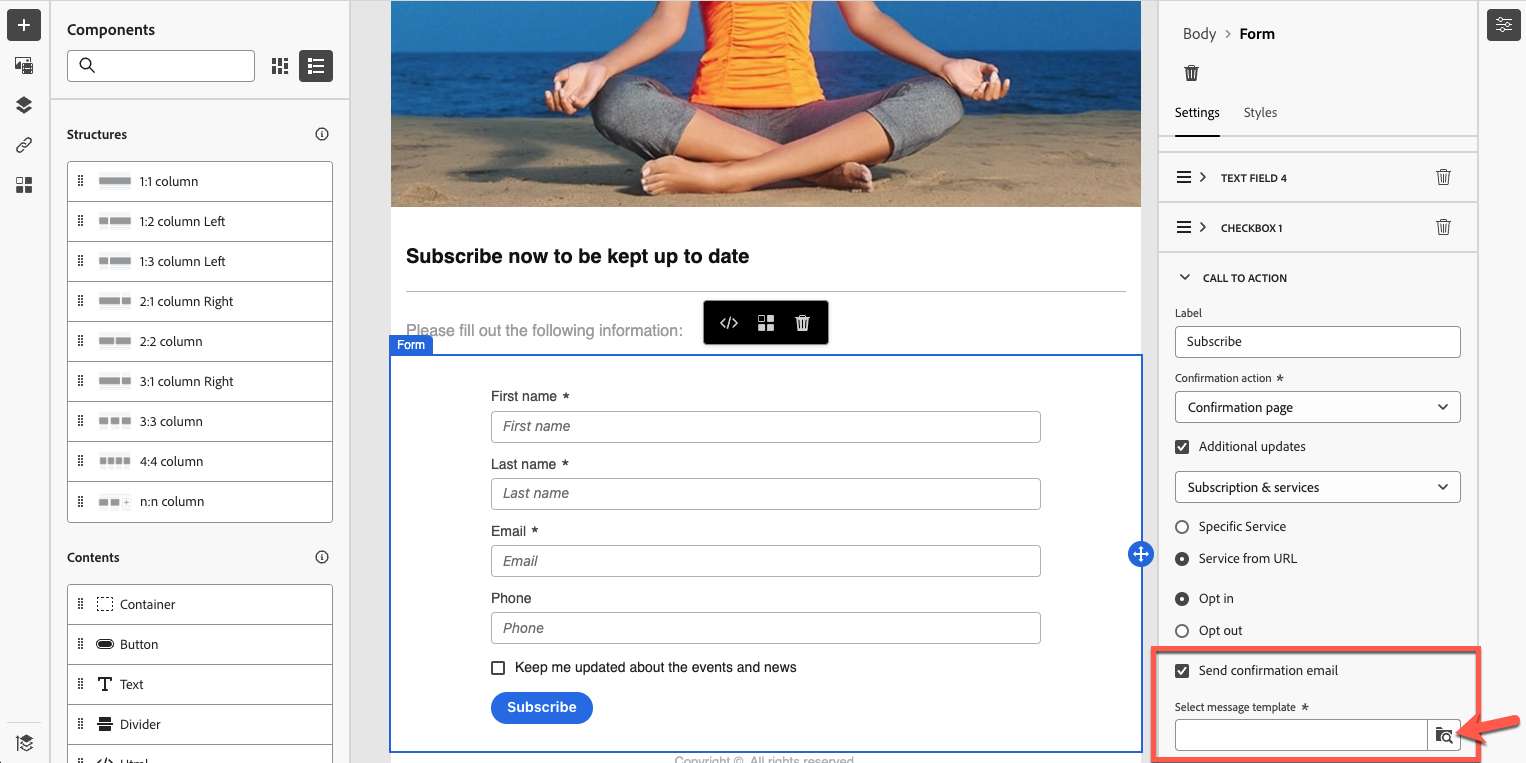 Components
Structures
1:1 column
1:2 column Left
1:3 column Left
2:1 column Right
2:2 column
3:1 column Right
3:3 column
4:4 column
n:n column
Contents
Container
Button
Text
Divider
Html
Subscribe now to be kept up to date
Please fill out the following information:
Form
First name *
First name
Last name *
Last name
Email *
Email
Phone
Phone
Keep me updated about the events and news
Subscribe
Copyright ©. All rights reserved.
Body > Form
Settings Styles
TEXT FIELD 4
CHECKBOX 1
CALL TO ACTION
Label
Subscribe
Confirmation action *
Confirmation page
Additional updates
Subscription & services
Specific Service
Service from URL
Opt in
Opt out
Send confirmation email
Select message template *